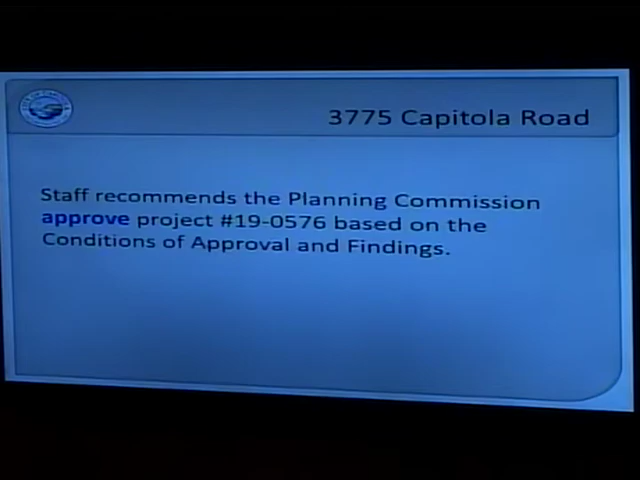 3775 Capitola Road
Staff recommends the Planning Commission
approve project #19-0576 based on the
Conditions of Approval and Findings.